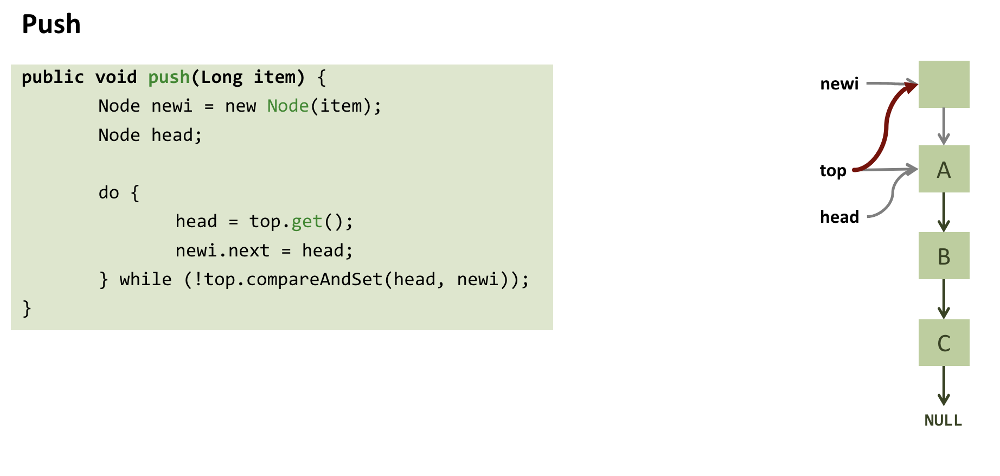 Push
public void push(Long item) {
Node newi = new Node(item);
Node head;
do {
head = top.get();
newi.next = head;
} while (!top.compareAndSet(head, newi));
}
newi
top
head
A
B
C
NULL